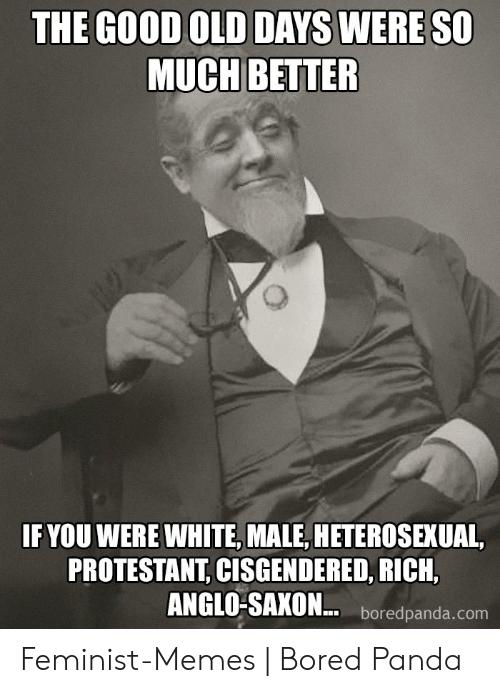 THE GOOD OLD DAYS WERE SO
MUCH BETTER
IF YOU WERE WHITE, MALE, HETEROSEXUAL,
PROTESTANT, CISGENDERED, RICH,
ANGLO-SAXON...
boredpanda.com
Feminist-Memes | Bored Panda